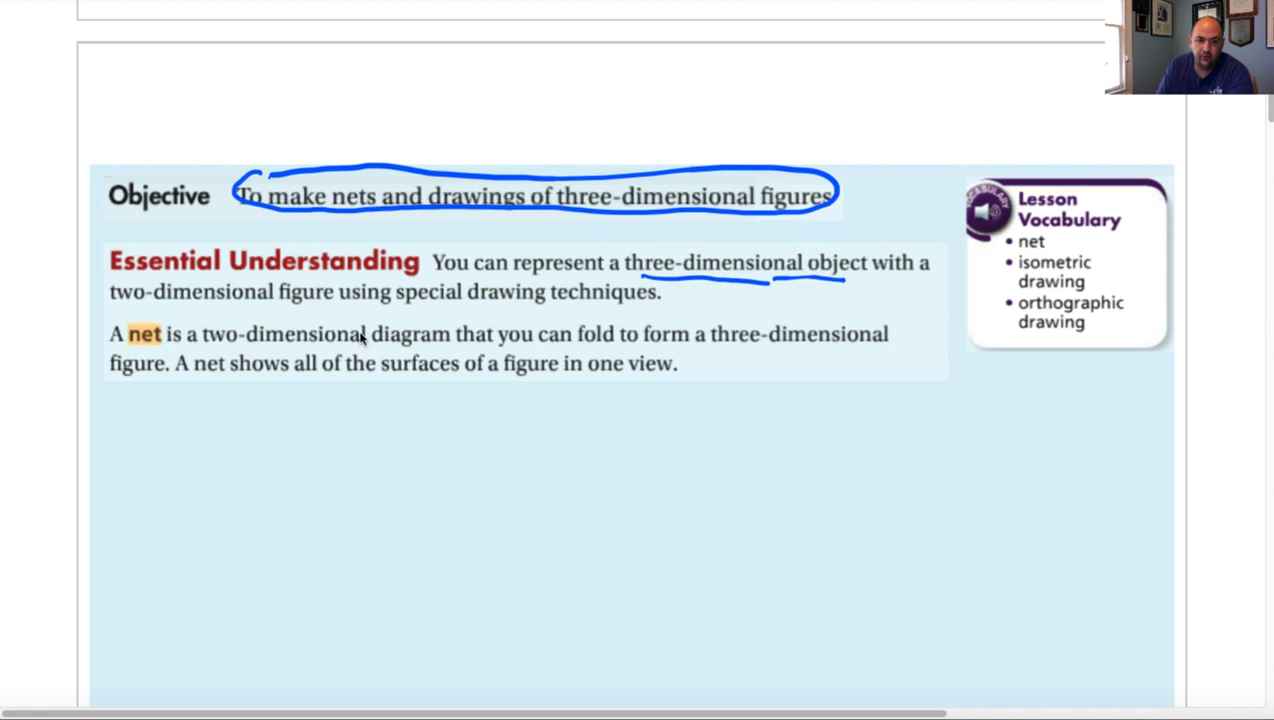 Objective To make nets and drawings of three-dimensional figures
Essential Understanding You can represent a three-dimensional object with a
two-dimensional figure using special drawing techniques.
A net is a two-dimensional diagram that you can fold to form a three-dimensional
figure. A net shows all of the surfaces of a figure in one view.
VOCABULARY
Lesson
Vocabulary
• net
• isometric
drawing
• orthographic
drawing